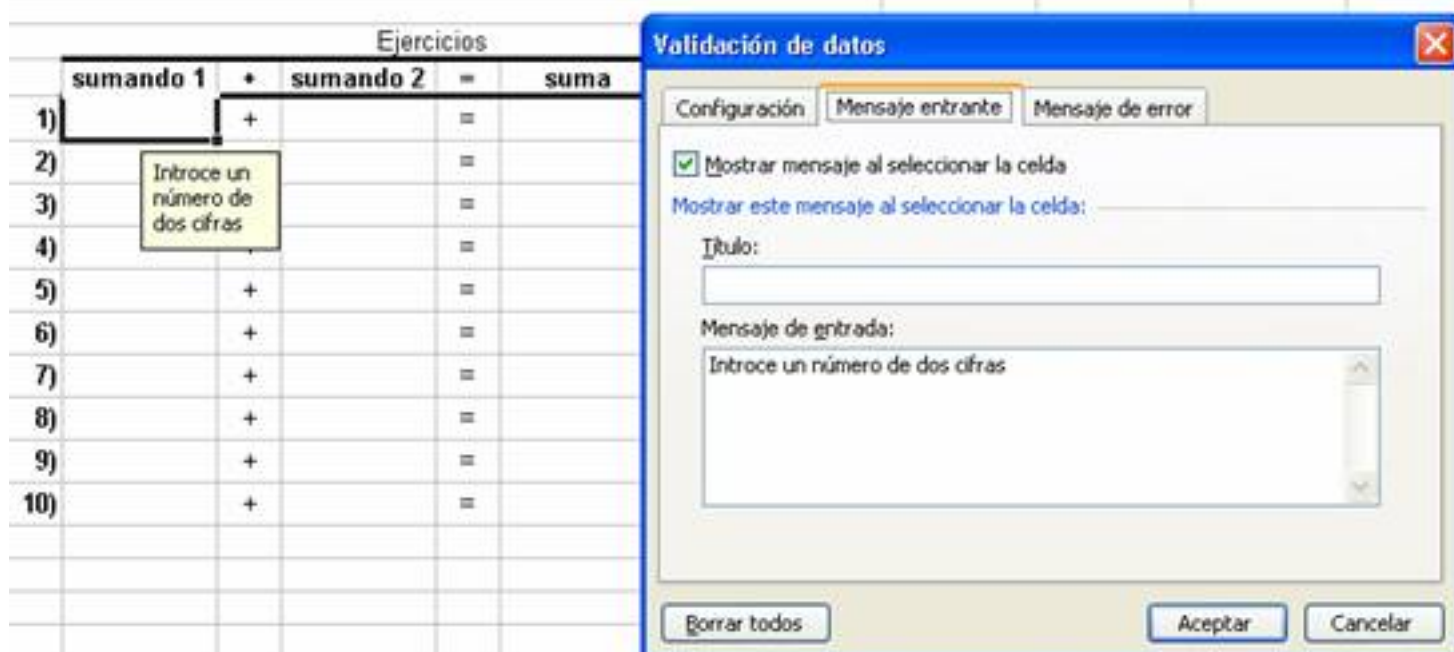 Ejercicios
sumando 1 + sumando 2 = suma
1) + =
Introce un
número de
dos cifras
2) =
3) =
4) =
5) + =
6) + =
7) + =
8) + =
9) + =
10) + =
Validación de datos
Configuración Mensaje entrante Mensaje de error
Mostrar mensaje al seleccionar la celda
Mostrar este mensaje al seleccionar la celda:
Título:
Mensaje de entrada:
Introce un número de dos cifras
Borrar todos Aceptar Cancelar